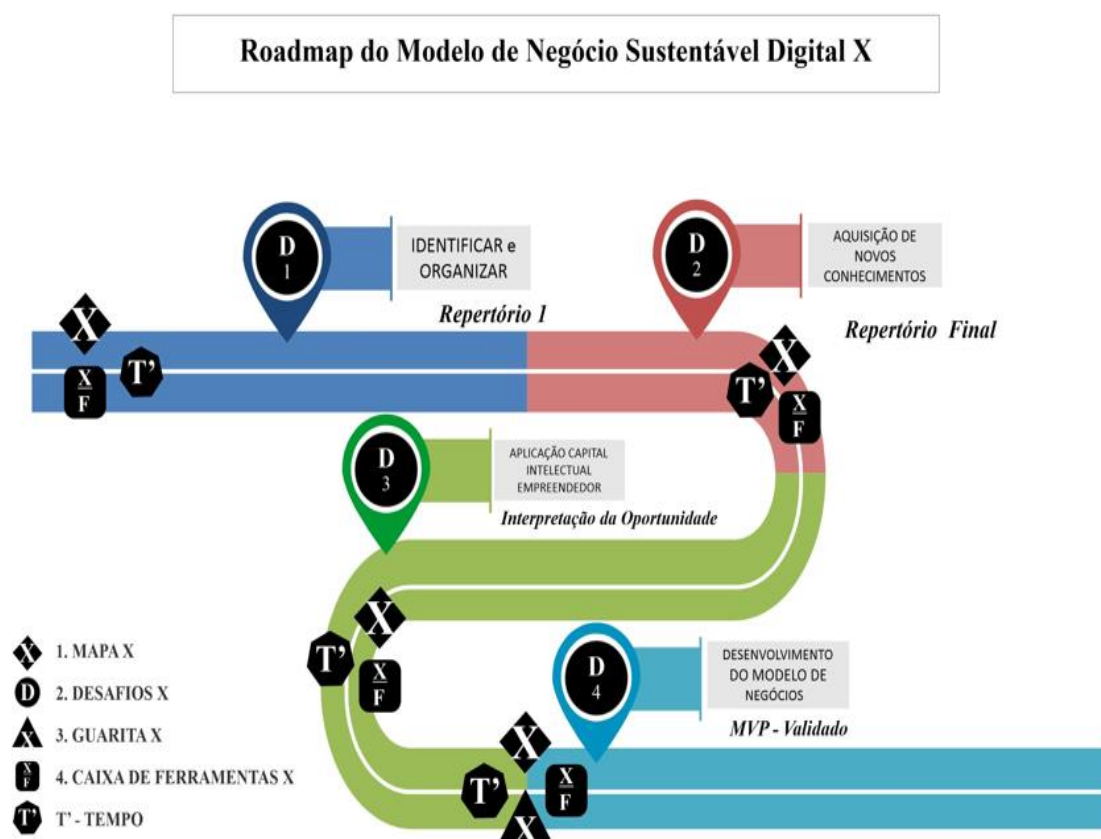 Roadmap do Modelo de Negócio Sustentável Digital X
D
1
IDENTIFICAR e
ORGANIZAR
Repertório 1
D
2
AQUISIÇÃO DE
NOVOS
CONHECIMENTOS
Repertório Final
X
T'
X
F
X
T'
X
F
D
3
APLICAÇÃO CAPITAL
INTELECTUAL
EMPREENDEDOR
Interpretação da Oportunidade
X
T'
X
F
D
4
DESENVOLVIMENTO
DO MODELO DE
NEGÓCIOS
MVP - Validado
X
T'
X
F
X
X 1. MAPA X
D 2. DESAFIOS X
X 3. GUARITA X
X
F 4. CAIXA DE FERRAMENTAS X
T' T' - TEMPO